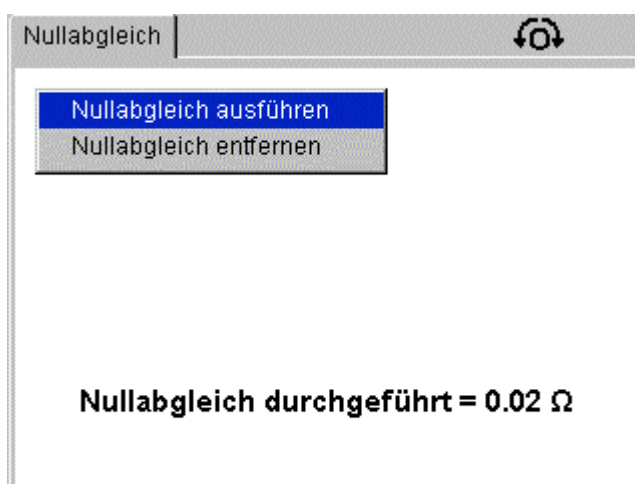 Nullabgleich
Nullabgleich ausführen
Nullabgleich entfernen
Nullabgleich durchgeführt = 0.02 Ω